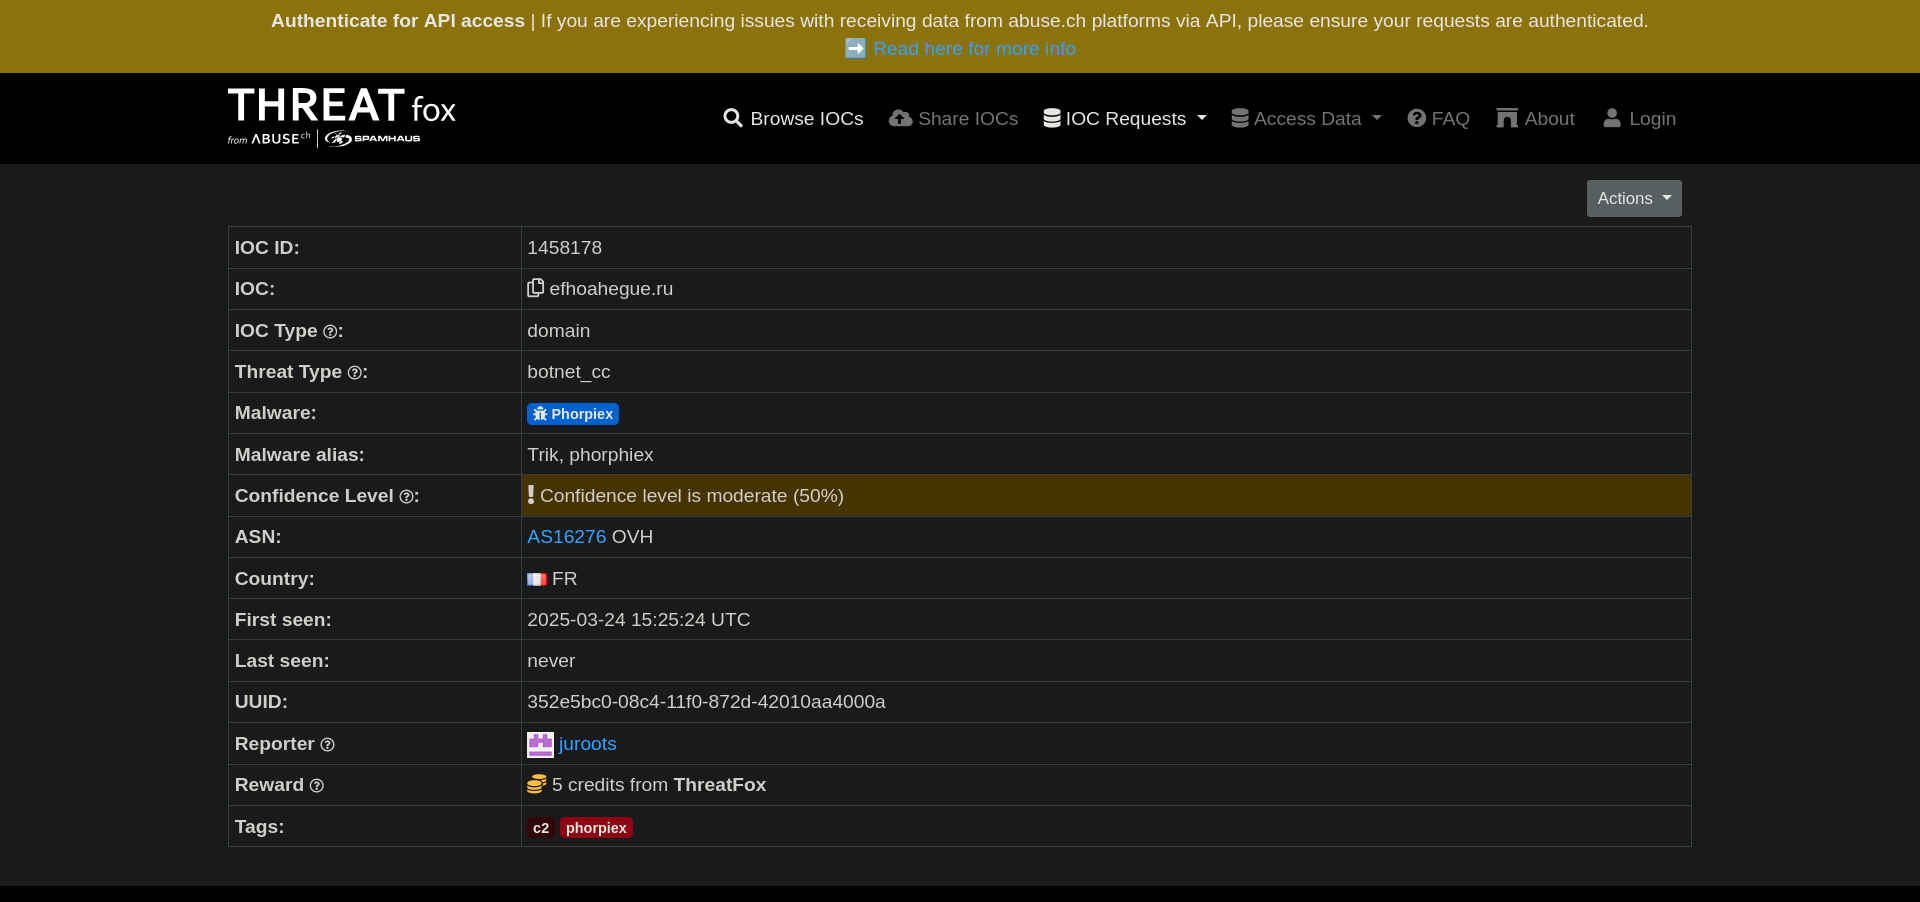 Authenticate for API access | If you are experiencing issues with receiving data from abuse.ch platforms via API, please ensure your requests are authenticated.
➡️ Read here for more info
THREAT fox
from ABUSE ch | SPAMHAUS
Browse IOCs Share IOCs IOC Requests Access Data FAQ About Login
Actions
IOC ID: 1458178
IOC: efhoahegue.ru
IOC Type ?: domain
Threat Type ?: botnet_cc
Malware: Phorpiex
Malware alias: Trik, phorphiex
Confidence Level ?: ! Confidence level is moderate (50%)
ASN: AS16276 OVH
Country: FR
First seen: 2025-03-24 15:25:24 UTC
Last seen: never
UUID: 352e5bc0-08c4-11f0-872d-42010aa4000a
Reporter ? juroots
Reward ? 5 credits from ThreatFox
Tags: c2 phorpiex